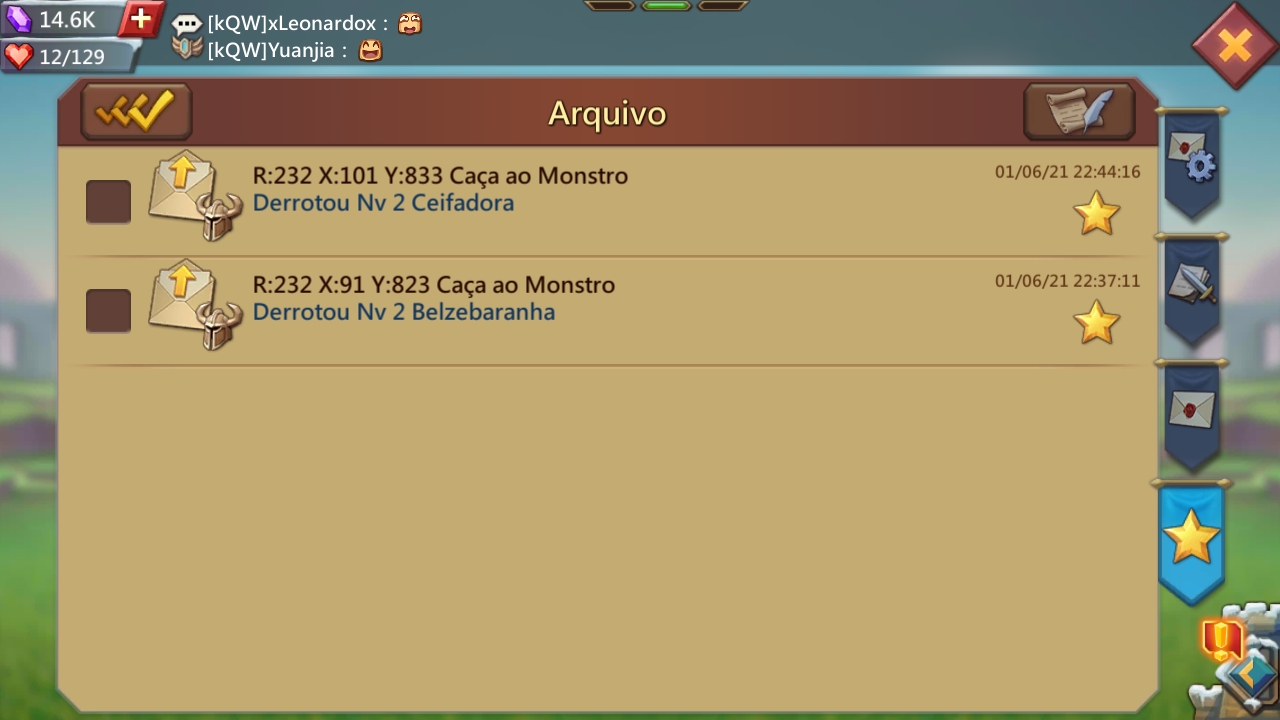 14.6K
12/129
[kQW]xLeonardox :
[kQW]Yuanjia :
Arquivo
R:232 X:101 Y:833 Caça ao Monstro
Derrotou Nv 2 Ceifadora
01/06/21 22:44:16
R:232 X:91 Y:823 Caça ao Monstro
Derrotou Nv 2 Belzebaranha
01/06/21 22:37:11